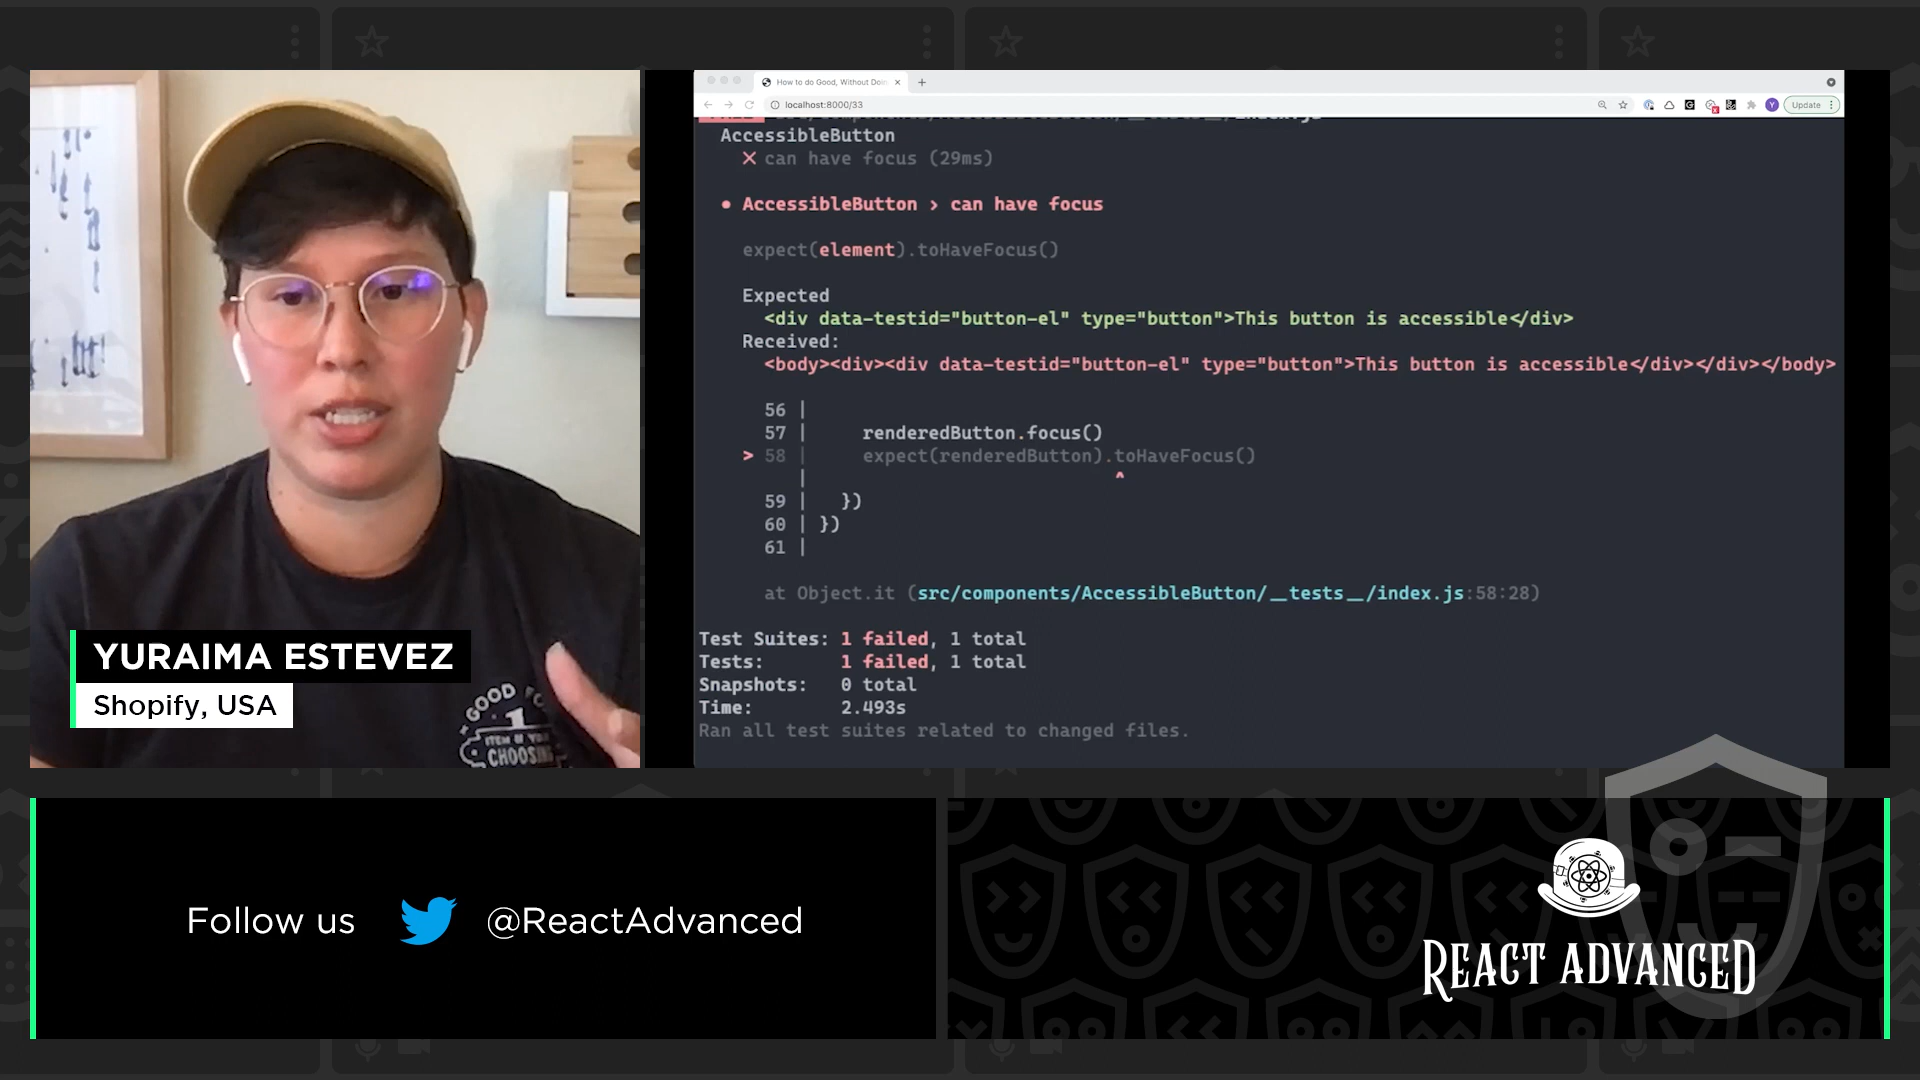 How to do Good, Without Doin
localhost:8000/33
Update
AccessibleButton
✕ can have focus (29ms)
● AccessibleButton › can have focus
expect(element).toHaveFocus()
Expected
<div data-testid="button-el" type="button">This button is accessible</div>
Received:
<body><div><div data-testid="button-el" type="button">This button is accessible</div></div></body>
56 |
57 | renderedButton.focus()
> 58 | expect(renderedButton).toHaveFocus()
| ^
59 | })
60 | })
61 |
at Object.it (src/components/AccessibleButton/__tests__/index.js:58:28)
Test Suites: 1 failed, 1 total
Tests: 1 failed, 1 total
Snapshots: 0 total
Time: 2.493s
Ran all test suites related to changed files.
YURAIMA ESTEVEZ
Shopify, USA
GOOD
1
ITEM OF YOU
CHOOSING
Follow us @ReactAdvanced
REACT ADVANCED